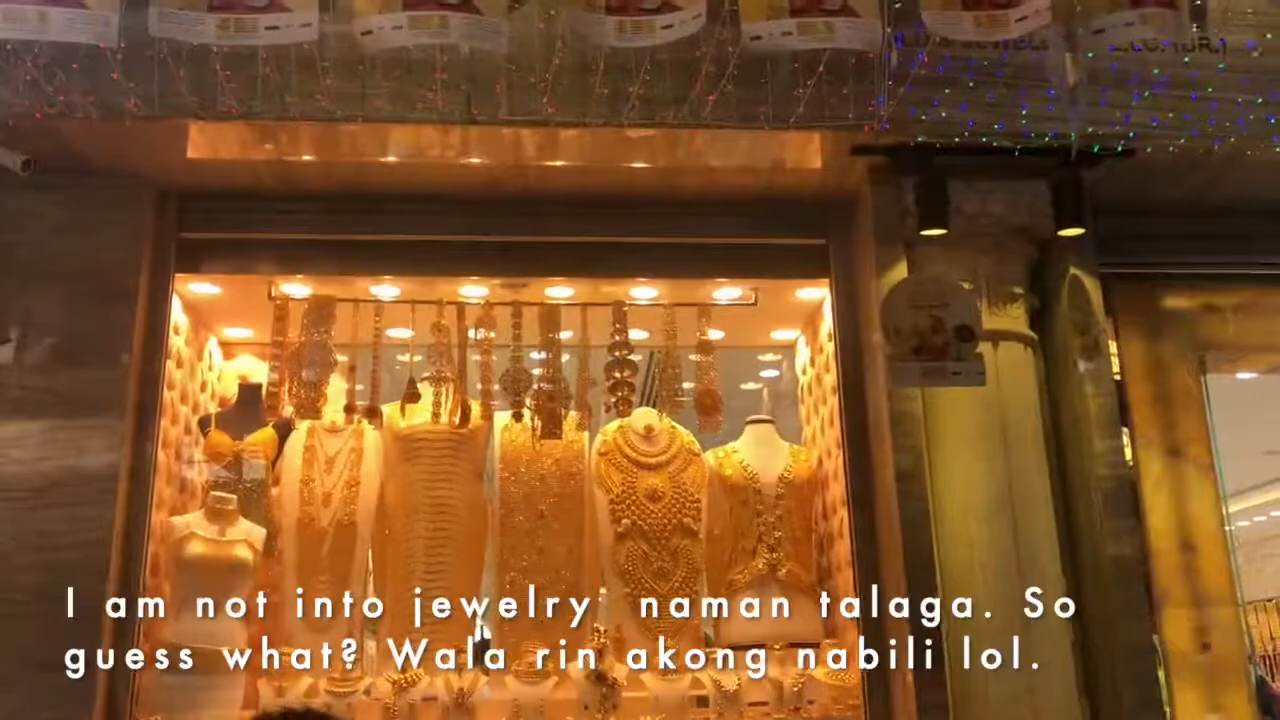 I am not into jewelry naman talaga. So
guess what? Wala rin akong nabili lol.